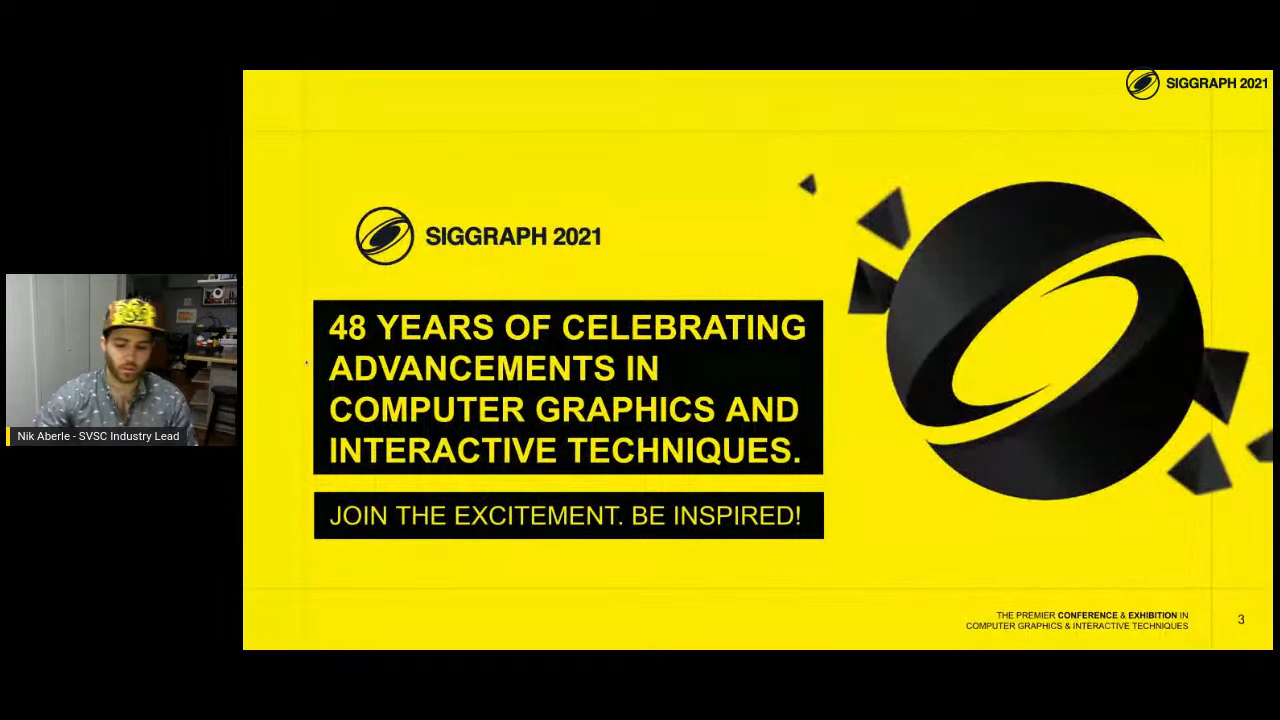 SIGGRAPH 2021
SIGGRAPH 2021
48 YEARS OF CELEBRATING
ADVANCEMENTS IN
COMPUTER GRAPHICS AND
INTERACTIVE TECHNIQUES.
JOIN THE EXCITEMENT. BE INSPIRED!
Nik Aberle - SVSC Industry Lead
THE PREMIER CONFERENCE & EXHIBITION IN
COMPUTER GRAPHICS & INTERACTIVE TECHNIQUES
3